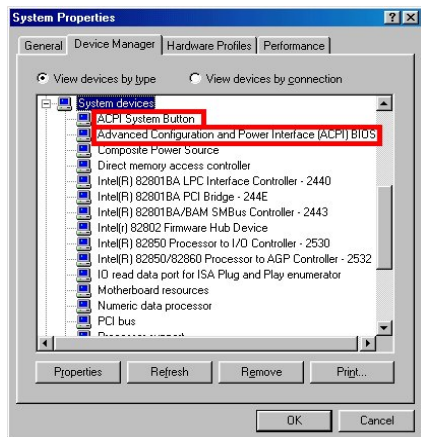 System Properties
General Device Manager Hardware Profiles Performance
View devices by type View devices by connection
System devices
ACPI System Button
Advanced Configuration and Power Interface (ACPI) BIOS
Composite Power Source
Direct memory access controller
Intel(R) 82801BA LPC Interface Controller - 2440
Intel(R) 82801BA PCI Bridge - 244E
Intel(R) 82801BA/BAM SMBus Controller - 2443
Intel(r) 82802 Firmware Hub Device
Intel(R) 82850 Processor to I/O Controller - 2530
Intel(R) 82850/82860 Processor to AGP Controller - 2532
IO read data port for ISA Plug and Play enumerator
Motherboard resources
Numeric data processor
PCI bus
Properties Refresh Remove Print...
OK Cancel